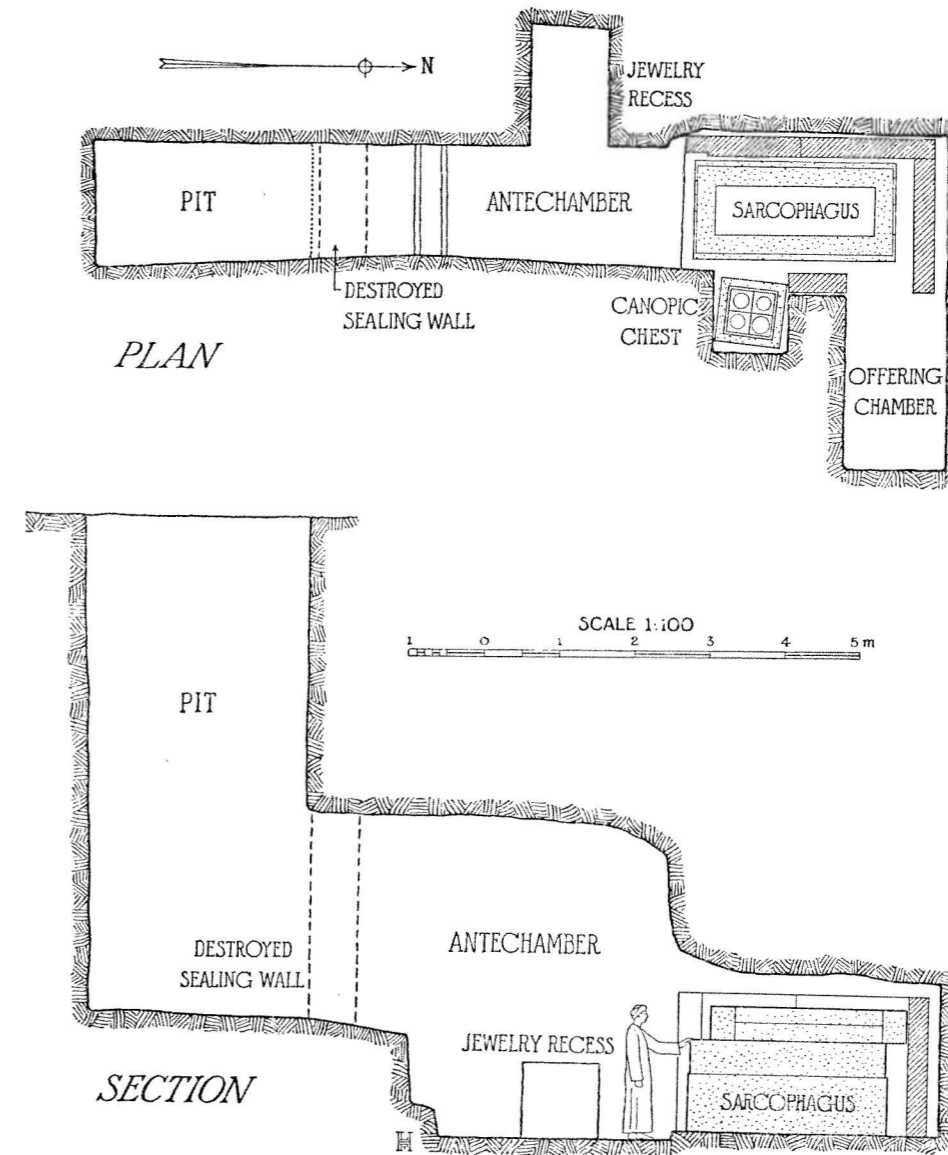 N
JEWELRY
RECESS
PIT
ANTECHAMBER
SARCOPHAGUS
DESTROYED
SEALING WALL
CANOPIC
CHEST
PLAN
OFFERING
CHAMBER
SCALE 1:100
1 0 1 2 3 4 5 m
PIT
ANTECHAMBER
DESTROYED
SEALING WALL
JEWELRY RECESS
SECTION
SARCOPHAGUS